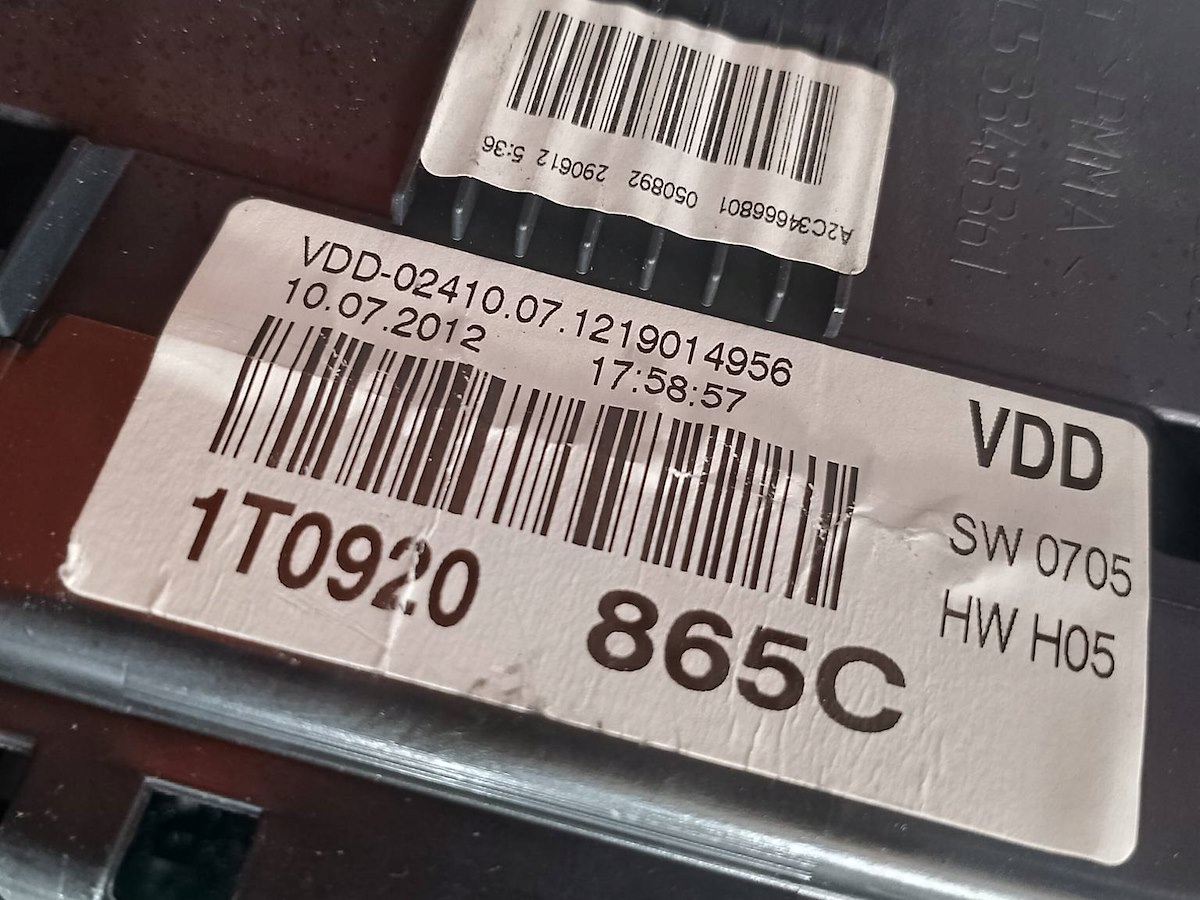 A2C34666801 050892 290612 5:36
VDD-02410.07.1219014956
10.07.2012 17:58:57
VDD
SW 0705
HW H05
1T0920 865C
> PMMA <